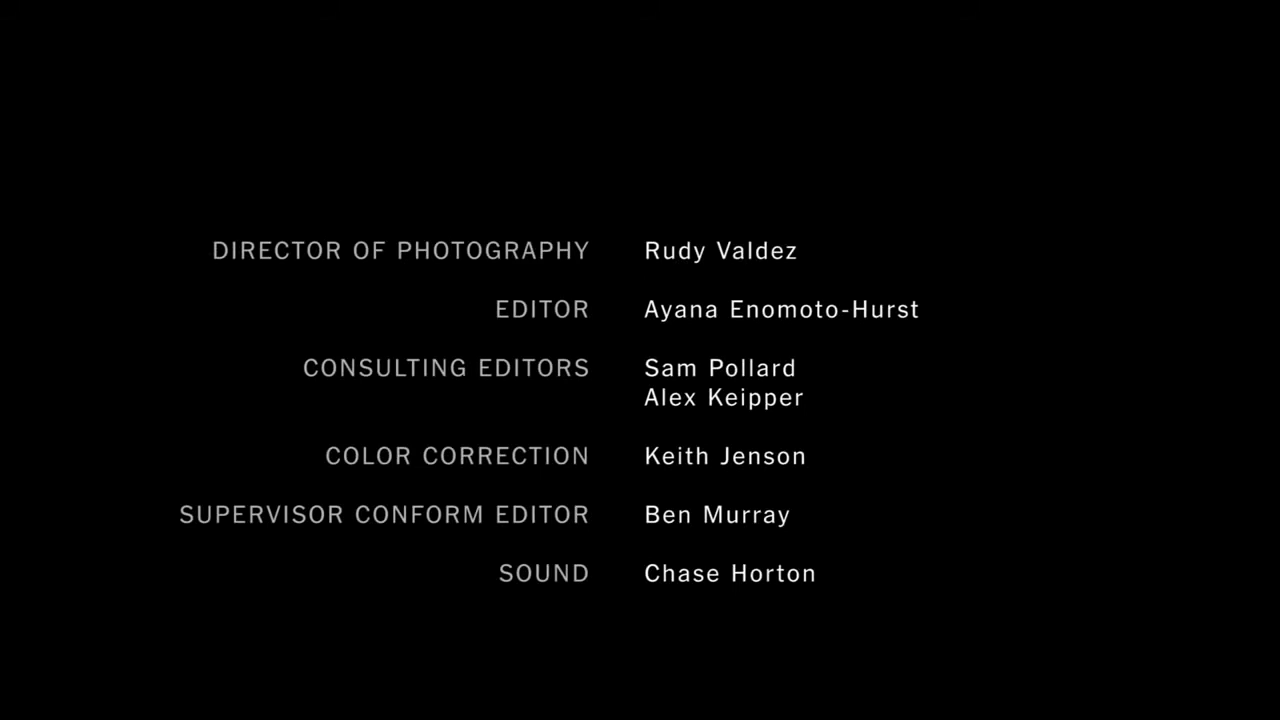 DIRECTOR OF PHOTOGRAPHY Rudy Valdez
EDITOR Ayana Enomoto-Hurst
CONSULTING EDITORS Sam Pollard
Alex Keipper
COLOR CORRECTION Keith Jenson
SUPERVISOR CONFORM EDITOR Ben Murray
SOUND Chase Horton